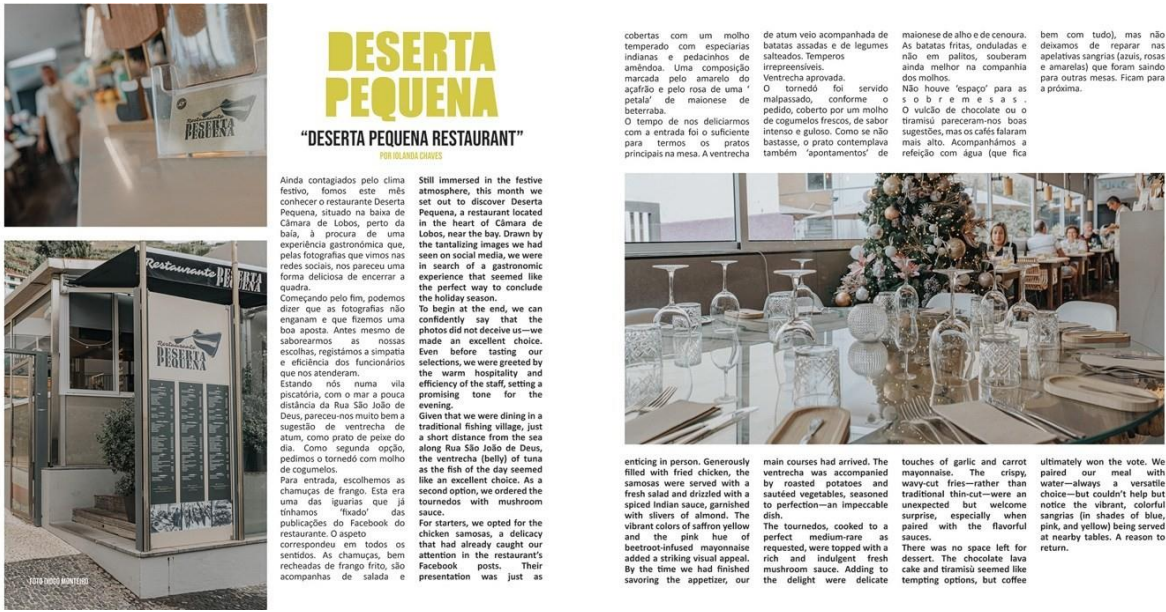 DESERTA
PEQUENA
DESERTA
PEQUENA
“DESERTA PEQUENA RESTAURANT”
POR IOLANDA CHAVES
Restaurante DESERTA
PEQUENA
Restaurante
DESERTA
PEQUENA
FOTO DIOGO MONTEIRO
Ainda contagiados pelo clima
festivo, fomos este mês
conhecer o restaurante Deserta
Pequena, situado na baixa de
Câmara de Lobos, perto da
baía, à procura de uma
experiência gastronómica que,
pelas fotografias que vimos nas
redes sociais, nos pareceu uma
forma deliciosa de encerrar a
quadra.
Começando pelo fim, podemos
dizer que as fotografias não
enganam e que fizemos uma
boa aposta. Antes mesmo de
saborearmos as nossas
escolhas, registámos a simpatia
e eficiência dos funcionários
que nos atenderam.
Estando nós numa vila
piscatória, com o mar a pouca
distância da Rua São João de
Deus, pareceu-nos muito bem a
sugestão de ventrecha de
atum, como prato de peixe do
dia. Como segunda opção,
pedimos o tornedó com molho
de cogumelos.
Para entrada, escolhemos as
chamuças de frango. Esta era
uma das iguarias que já
tínhamos ‘fixado’ das
publicações do Facebook do
restaurante. O aspeto
correspondeu em todos os
sentidos. As chamuças, bem
recheadas de frango frito, são
acompanhas de salada e
Still immersed in the festive
atmosphere, this month we
set out to discover Deserta
Pequena, a restaurant located
in the heart of Câmara de
Lobos, near the bay. Drawn by
the tantalizing images we had
seen on social media, we were
in search of a gastronomic
experience that seemed like
the perfect way to conclude
the holiday season.
To begin at the end, we can
confidently say that the
photos did not deceive us—we
made an excellent choice.
Even before tasting our
selections, we were greeted by
the warm hospitality and
efficiency of the staff, setting a
promising tone for the
evening.
Given that we were dining in a
traditional fishing village, just
a short distance from the sea
along Rua São João de Deus,
the ventrecha (belly) of tuna
as the fish of the day seemed
like an excellent choice. As a
second option, we ordered the
tournedos with mushroom
sauce.
For starters, we opted for the
chicken samosas, a delicacy
that had already caught our
attention in the restaurant’s
Facebook posts. Their
presentation was just as
cobertas com um molho
temperado com especiarias
indianas e pedacinhos de
amêndoa. Uma composição
marcada pelo amarelo do
açafrão e pelo rosa de uma ‘
petala’ de maionese de
beterraba.
O tempo de nos deliciarmos
com a entrada foi o suficiente
para termos os pratos
principais na mesa. A ventrecha
de atum veio acompanhada de
batatas assadas e de legumes
salteados. Temperos
irrepreensíveis.
Ventrecha aprovada.
O tornedó foi servido
malpassado, conforme o
pedido, coberto por um molho
de cogumelos frescos, de sabor
intenso e guloso. Como se não
bastasse, o prato contemplava
também ‘apontamentos’ de
maionese de alho e de cenoura.
As batatas fritas, onduladas e
não em palitos, souberam
ainda melhor na companhia
dos molhos.
Não houve ‘espaço’ para as
sobremesas.
O vulcão de chocolate ou o
tiramisú pareceram-nos boas
sugestões, mas os cafés falaram
mais alto. Acompanhámos a
refeição com água (que fica
bem com tudo), mas não
deixamos de reparar nas
apelativas sangrias (azuis, rosas
e amarelas) que foram saindo
para outras mesas. Ficam para
a próxima.
enticing in person. Generously
filled with fried chicken, the
samosas were served with a
fresh salad and drizzled with a
spiced Indian sauce, garnished
with slivers of almond. The
vibrant colors of saffron yellow
and the pink hue of
beetroot-infused mayonnaise
added a striking visual appeal.
By the time we had finished
savoring the appetizer, our
main courses had arrived. The
ventrecha was accompanied
by roasted potatoes and
sautéed vegetables, seasoned
to perfection—an impeccable
dish.
The tournedos, cooked to a
perfect medium-rare as
requested, were topped with a
rich and indulgent fresh
mushroom sauce. Adding to
the delight were delicate
touches of garlic and carrot
mayonnaise. The crispy,
wavy-cut fries—rather than
traditional thin-cut—were an
unexpected but welcome
surprise, especially when
paired with the flavorful
sauces.
There was no space left for
dessert. The chocolate lava
cake and tiramisù seemed like
tempting options, but coffee
ultimately won the vote. We
paired our meal with
water—always a versatile
choice—but couldn’t help but
notice the vibrant, colorful
sangrias (in shades of blue,
pink, and yellow) being served
at nearby tables. A reason to
return.